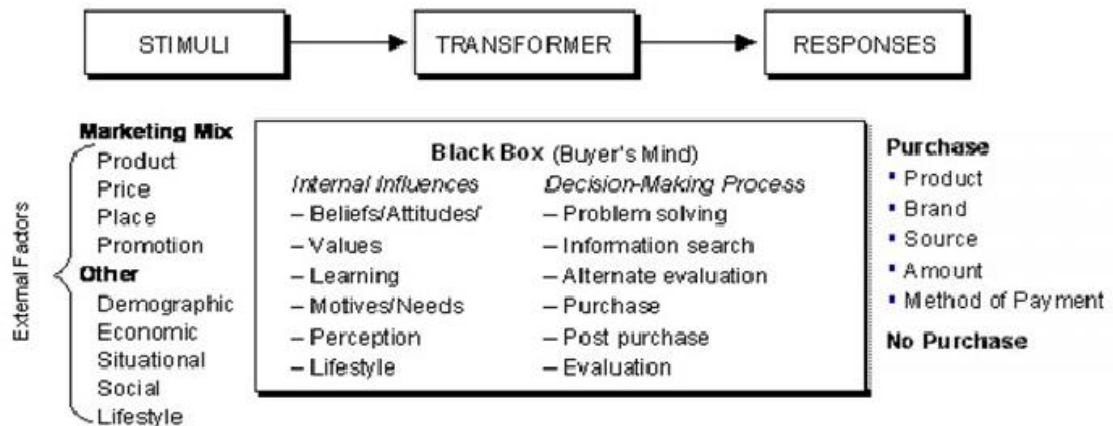 STIMULI
TRANSFORMER
RESPONSES
External Factors
Marketing Mix
Product
Price
Place
Promotion
Other
Demographic
Economic
Situational
Social
Lifestyle
Black Box (Buyer's Mind)
Internal Influences
– Beliefs/Attitudes/
– Values
– Learning
– Motives/Needs
– Perception
– Lifestyle
Decision-Making Process
– Problem solving
– Information search
– Alternate evaluation
– Purchase
– Post purchase
– Evaluation
Purchase
▪ Product
▪ Brand
▪ Source
▪ Amount
▪ Method of Payment
No Purchase